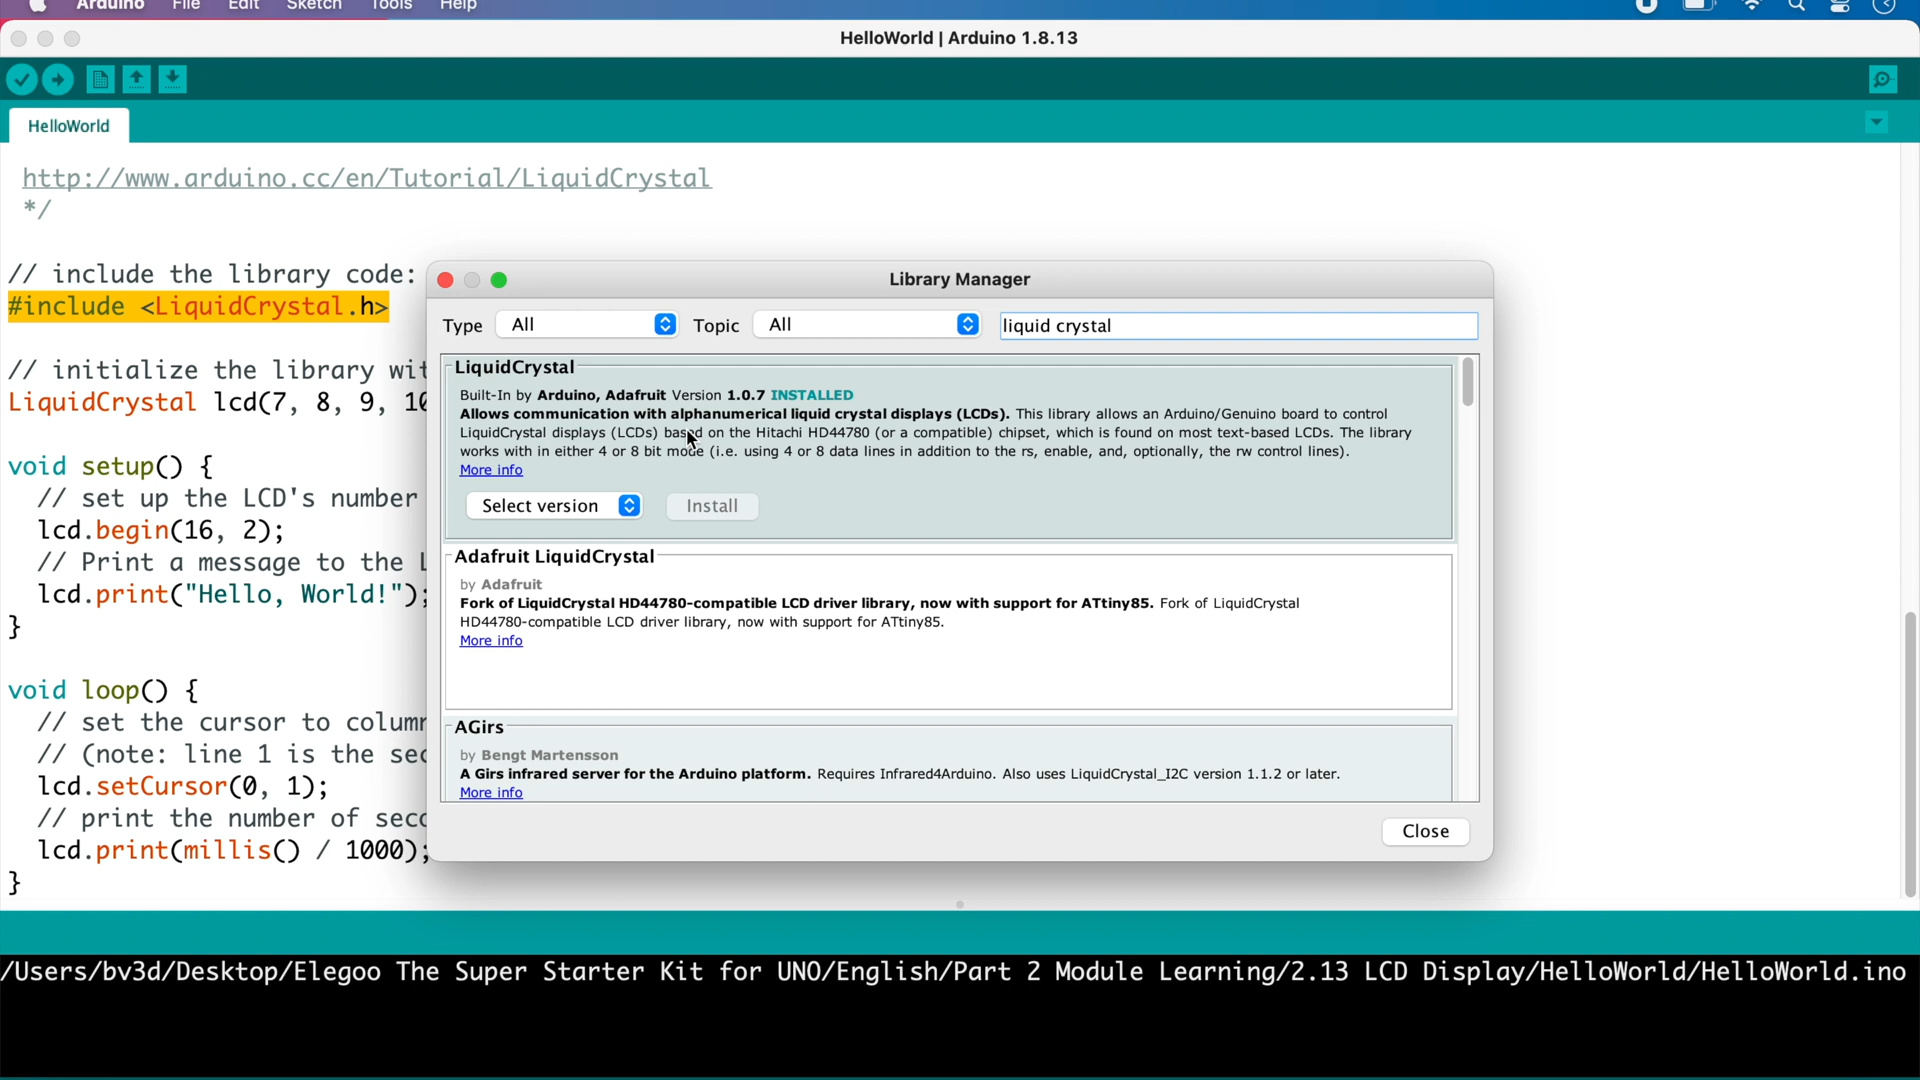 Arduino File Edit Sketch Tools Help
HelloWorld | Arduino 1.8.13
HelloWorld
http://www.arduino.cc/en/Tutorial/LiquidCrystal
*/
// include the library code:
#include <LiquidCrystal.h>
// initialize the library wit
LiquidCrystal lcd(7, 8, 9, 10
void setup() {
// set up the LCD's number
lcd.begin(16, 2);
// Print a message to the L
lcd.print("Hello, World!");
}
void loop() {
// set the cursor to column
// (note: line 1 is the sec
lcd.setCursor(0, 1);
// print the number of seco
lcd.print(millis() / 1000);
}
Library Manager
Type All Topic All liquid crystal
LiquidCrystal
Built-In by Arduino, Adafruit Version 1.0.7 INSTALLED
Allows communication with alphanumerical liquid crystal displays (LCDs). This library allows an Arduino/Genuino board to control
LiquidCrystal displays (LCDs) based on the Hitachi HD44780 (or a compatible) chipset, which is found on most text-based LCDs. The library
works with in either 4 or 8 bit mode (i.e. using 4 or 8 data lines in addition to the rs, enable, and, optionally, the rw control lines).
More info
Select version Install
Adafruit LiquidCrystal
by Adafruit
Fork of LiquidCrystal HD44780-compatible LCD driver library, now with support for ATtiny85. Fork of LiquidCrystal
HD44780-compatible LCD driver library, now with support for ATtiny85.
More info
AGirs
by Bengt Martensson
A Girs infrared server for the Arduino platform. Requires Infrared4Arduino. Also uses LiquidCrystal_I2C version 1.1.2 or later.
More info
Close
/Users/bv3d/Desktop/Elegoo The Super Starter Kit for UNO/English/Part 2 Module Learning/2.13 LCD Display/HelloWorld/HelloWorld.ino